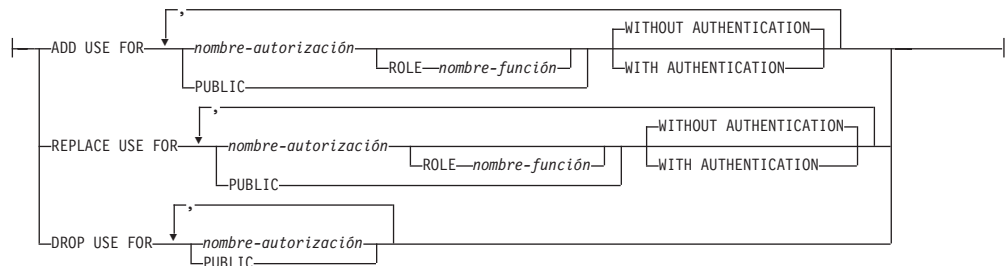 ,
WITHOUT AUTHENTICATION
ADD USE FOR nombre-autorización
ROLE nombre-función WITH AUTHENTICATION
PUBLIC
,
WITHOUT AUTHENTICATION
REPLACE USE FOR nombre-autorización
ROLE nombre-función WITH AUTHENTICATION
PUBLIC
,
DROP USE FOR nombre-autorización
PUBLIC